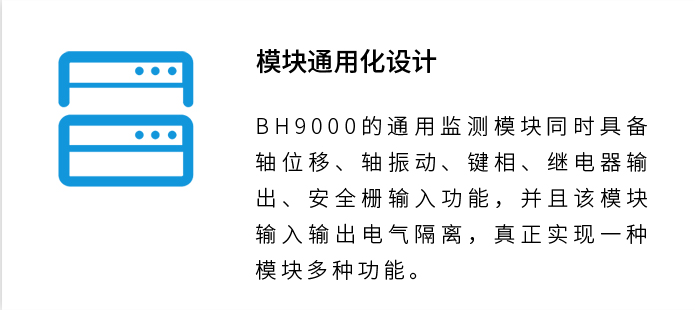 模块通用化设计
BH9000的通用监测模块同时具备
轴位移、轴振动、键相、继电器输
出、安全栅输入功能，并且该模块
输入输出电气隔离，真正实现一种
模块多种功能。